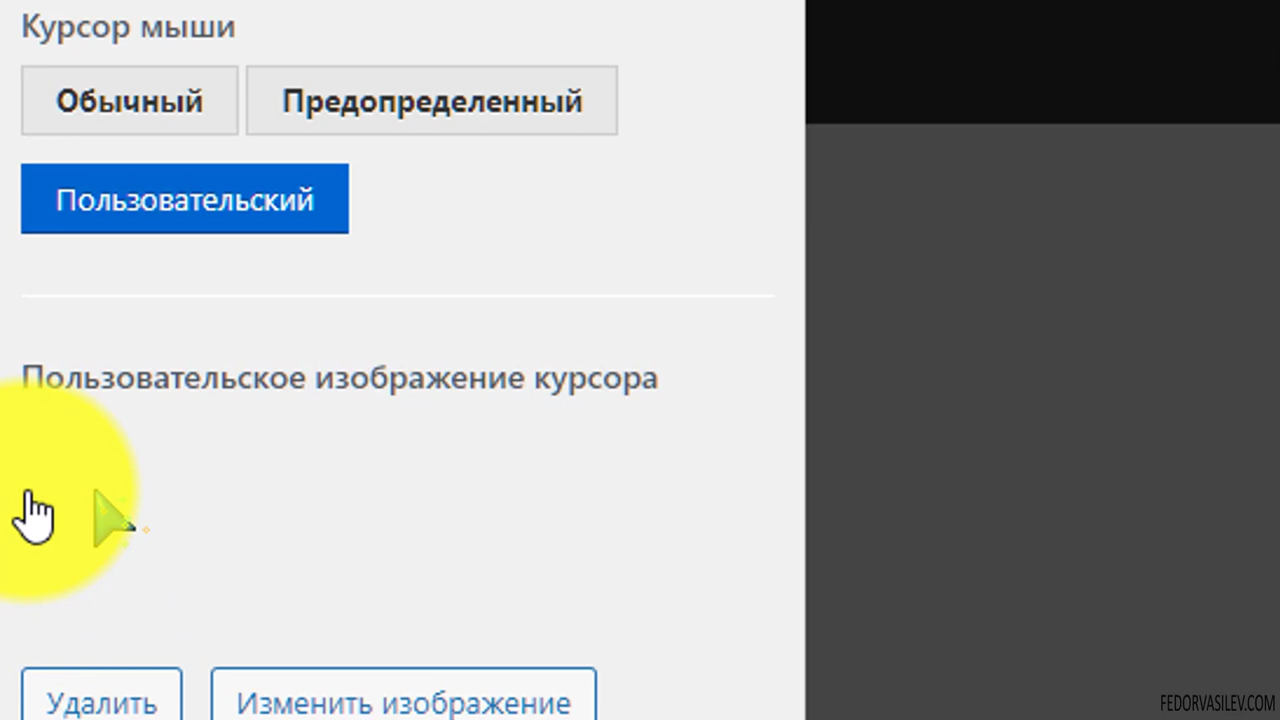 Курсор мыши
Обычный Предопределенный
Пользовательский
Пользовательское изображение курсора
Удалить Изменить изображение
FEDORVASILEV.COM